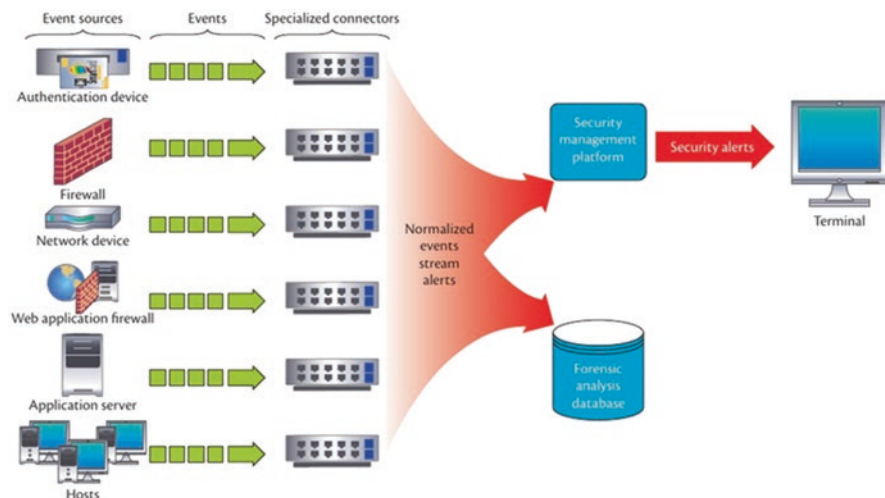 Event sources
Events
Specialized connectors
Authentication device
Firewall
Network device
Web application firewall
Application server
Hosts
Normalized
events
stream
alerts
Security
management
platform
Security alerts
Terminal
Forensic
analysis
database